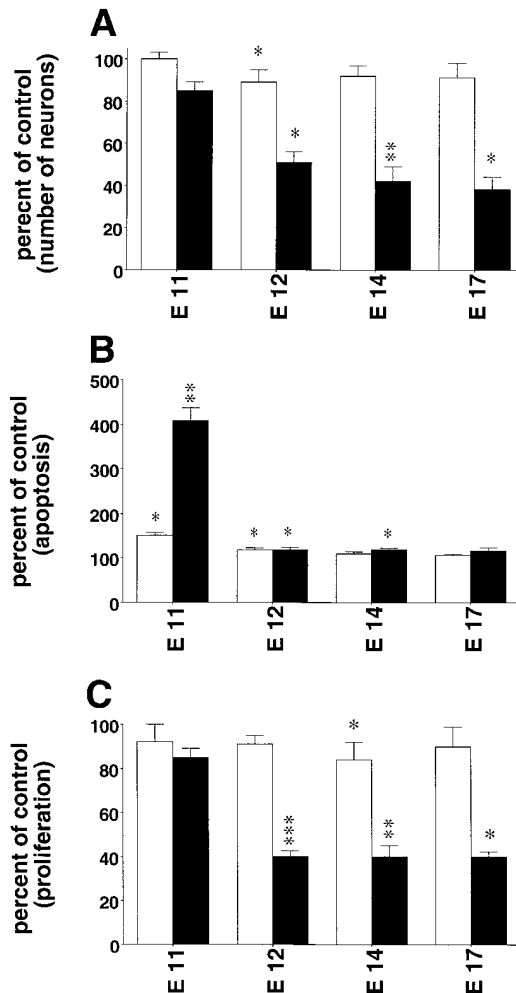 A
perecnt of control
(number of neurons)
100
80
60
40
20
0
*
*
**
*
E 11
E 12
E 14
E 17
B
percent of control
(apoptosis)
500
400
300
200
100
0
*
**
*
*
*
E 11
E 12
E 14
E 17
C
percent of control
(proliferation)
100
80
60
40
20
0
***
*
**
*
E 11
E 12
E 14
E 17